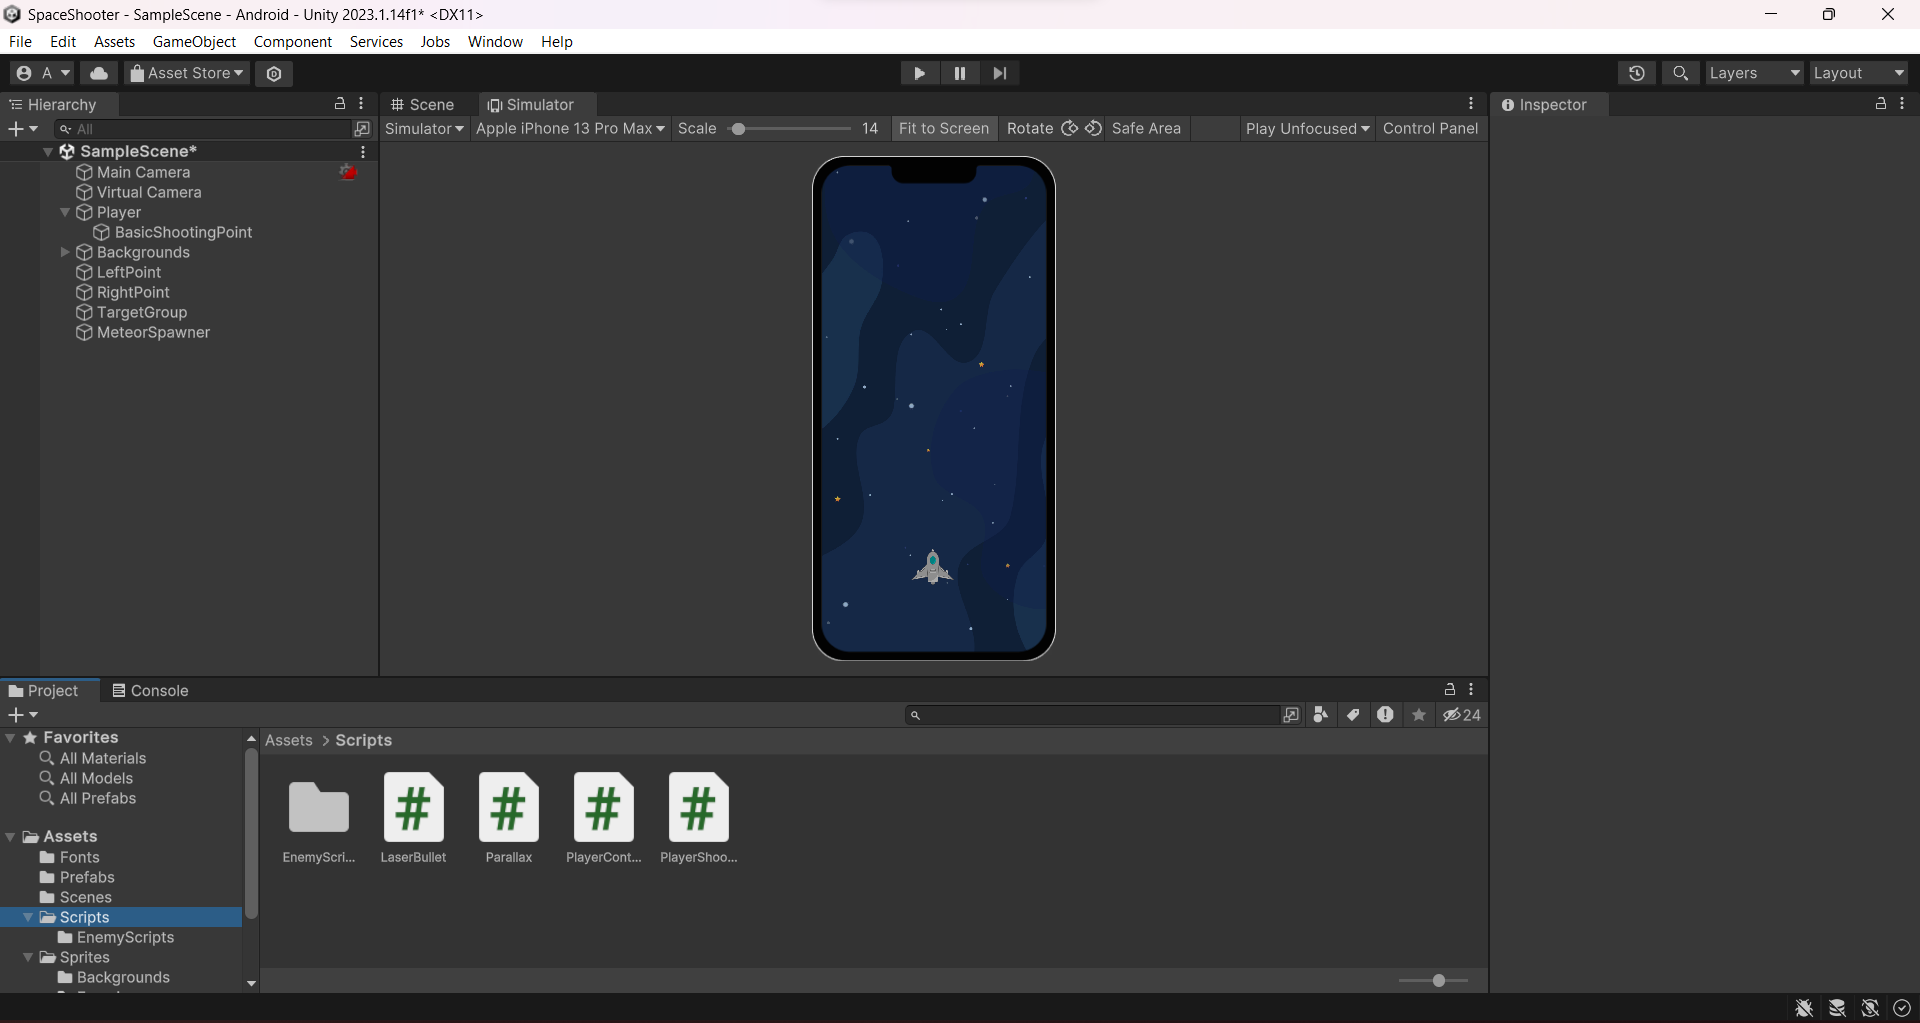 SpaceShooter - SampleScene - Android - Unity 2023.1.14f1* <DX11>
File Edit Assets GameObject Component Services Jobs Window Help
A Asset Store Layers Layout
Hierarchy
All
SampleScene*
Main Camera
Virtual Camera
Player
BasicShootingPoint
Backgrounds
LeftPoint
RightPoint
TargetGroup
MeteorSpawner
Scene Simulator
Simulator Apple iPhone 13 Pro Max Scale 14 Fit to Screen Rotate Safe Area Play Unfocused Control Panel
Inspector
Project Console
24
Favorites
All Materials
All Models
All Prefabs
Assets
Fonts
Prefabs
Scenes
Scripts
EnemyScripts
Sprites
Backgrounds
Assets > Scripts
EnemyScri... LaserBullet Parallax PlayerCont... PlayerShoo...